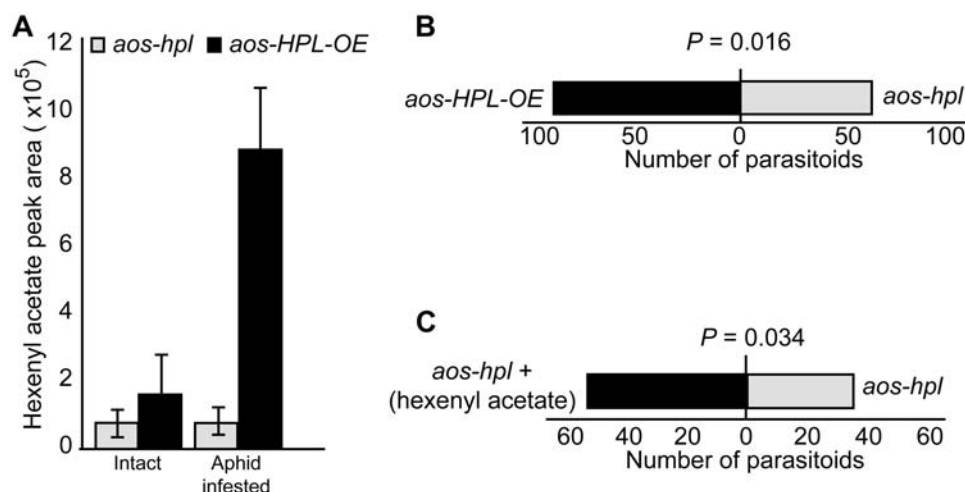 A
aos-hpl aos-HPL-OE
Hexenyl acetate peak area ( x10⁵)
12
10
8
6
4
2
0
Intact
Aphid
infested
B
P = 0.016
aos-HPL-OE
aos-hpl
100 50 0 50 100
Number of parasitoids
C
P = 0.034
aos-hpl +
(hexenyl acetate)
aos-hpl
60 40 20 0 20 40 60
Number of parasitoids